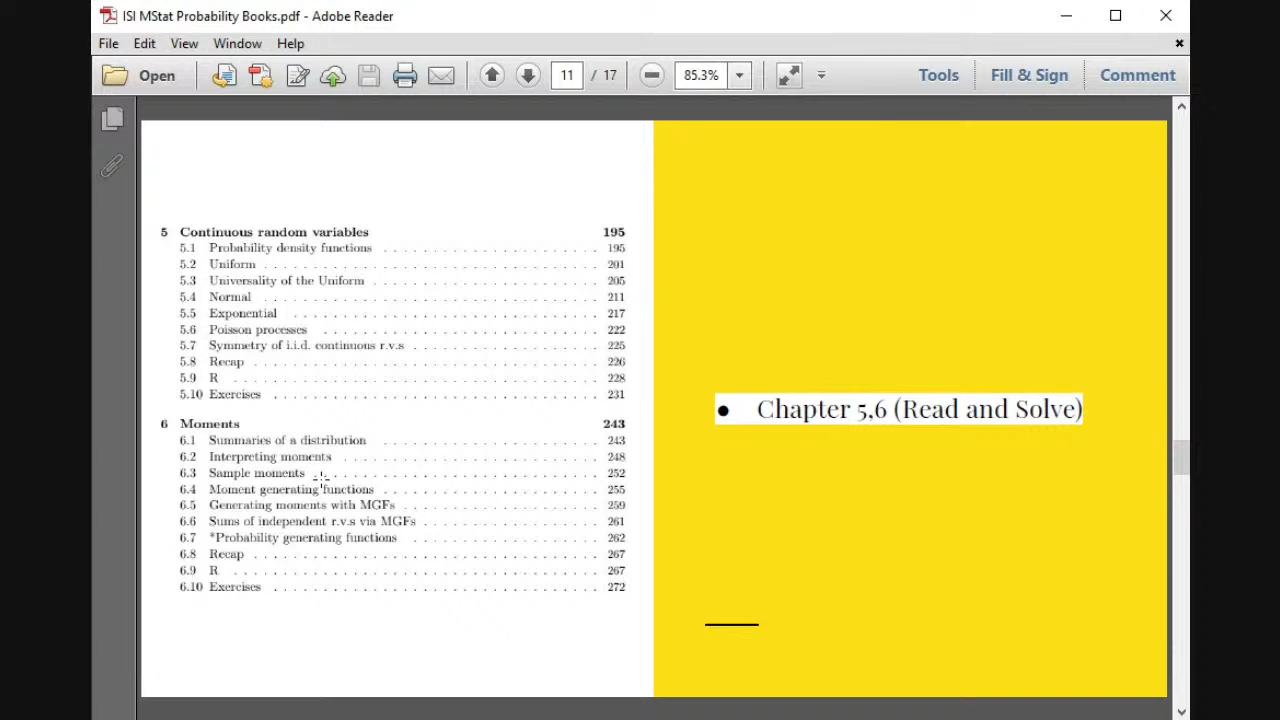 ISI MStat Probability Books.pdf - Adobe Reader
File Edit View Window Help
Open 11 / 17 85.3% Tools Fill & Sign Comment
5 Continuous random variables 195
5.1 Probability density functions 195
5.2 Uniform 201
5.3 Universality of the Uniform 205
5.4 Normal 211
5.5 Exponential 217
5.6 Poisson processes 222
5.7 Symmetry of i.i.d. continuous r.v.s 225
5.8 Recap 226
5.9 R 228
5.10 Exercises 231
6 Moments 243
6.1 Summaries of a distribution 243
6.2 Interpreting moments 248
6.3 Sample moments 252
6.4 Moment generating functions 255
6.5 Generating moments with MGFs 259
6.6 Sums of independent r.v.s via MGFs 261
6.7 *Probability generating functions 262
6.8 Recap 267
6.9 R 267
6.10 Exercises 272
● Chapter 5,6 (Read and Solve)